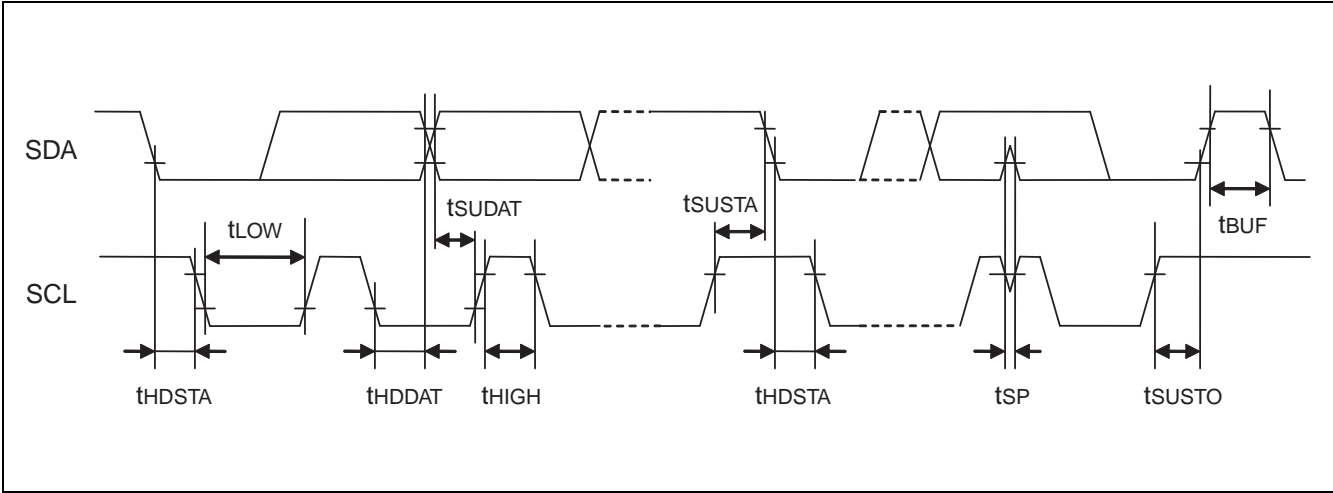 SDA
tSUDAT
tSUSTA
tLOW
tBUF
SCL
tHDSTA
tHDDAT
tHIGH
tHDSTA
tSP
tSUSTO